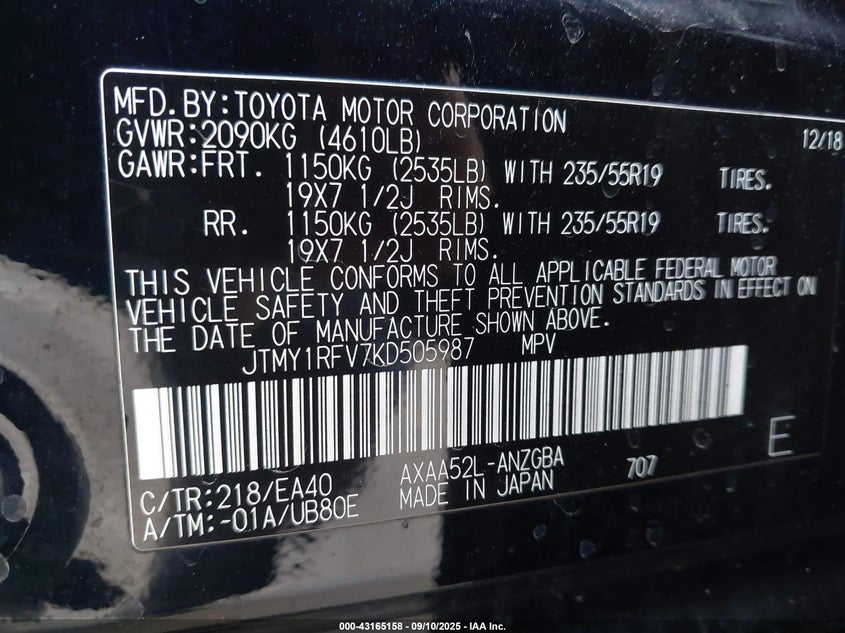 MFD.BY:TOYOTA MOTOR CORPORATION 12/18
GVWR:2090KG (4610LB)
GAWR:FRT. 1150KG (2535LB) WITH 235/55R19 TIRES.
19X7 1/2J RIMS.
RR. 1150KG (2535LB) WITH 235/55R19 TIRES.
19X7 1/2J RIMS.
THIS VEHICLE CONFORMS TO ALL APPLICABLE FEDERAL MOTOR
VEHICLE SAFETY AND THEFT PREVENTION STANDARDS IN EFFECT ON
THE DATE OF MANUFACTURE SHOWN ABOVE.
JTMY1RFV7KD505987 MPV
E
C/TR:218/EA40 AXAA52L-ANZGBA 707
A/TM:-01A/UB80E MADE IN JAPAN
000-43165158 - 09/10/2025 - IAA Inc.